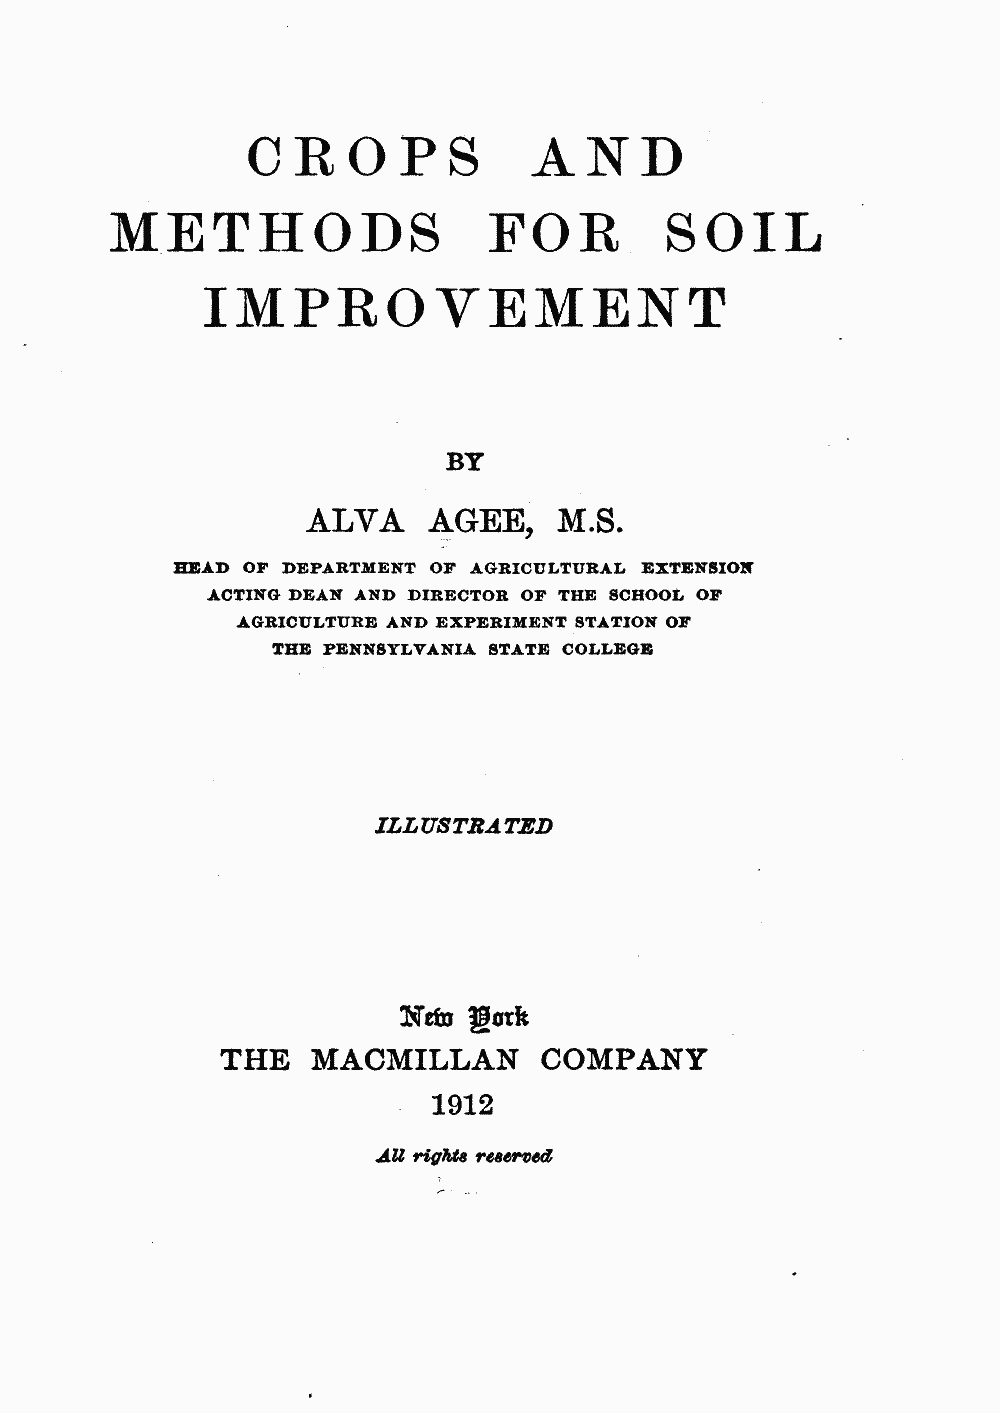 CROPS AND
METHODS FOR SOIL
IMPROVEMENT
BY
ALVA AGEE, M.S.
HEAD OF DEPARTMENT OF AGRICULTURAL EXTENSION
ACTING DEAN AND DIRECTOR OF THE SCHOOL OF
AGRICULTURE AND EXPERIMENT STATION OF
THE PENNSYLVANIA STATE COLLEGE
ILLUSTRATED
New York
THE MACMILLAN COMPANY
1912
All rights reserved